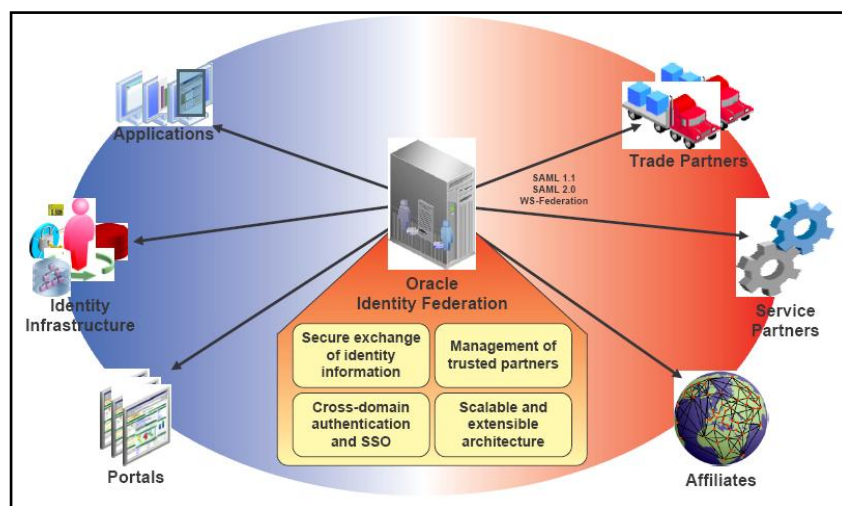 Applications
Trade Partners
SAML 1.1
SAML 2.0
WS-Federation
Identity
Infrastructure
Oracle
Identity Federation
Service
Partners
Secure exchange
of identity
information
Management of
trusted partners
Cross-domain
authentication
and SSO
Scalable and
extensible
architecture
Portals
Affiliates